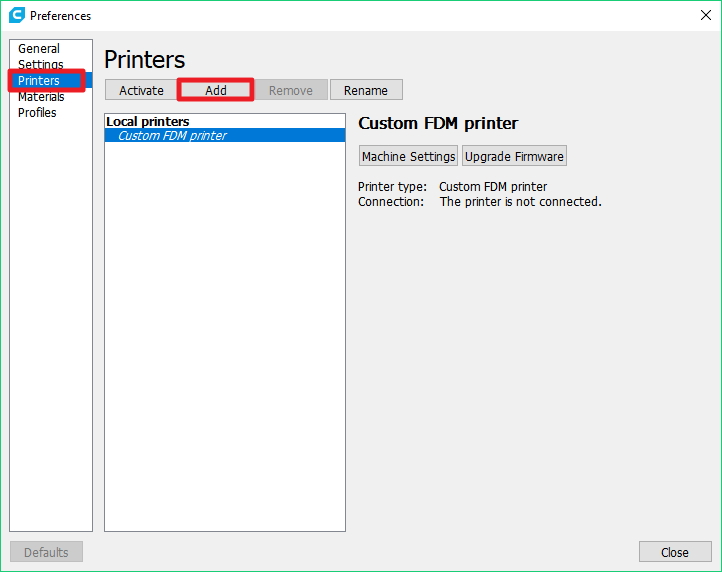 Preferences
General
Settings
Printers
Materials
Profiles
Printers
Activate Add Remove Rename
Local printers
Custom FDM printer
Custom FDM printer
Machine Settings Upgrade Firmware
Printer type: Custom FDM printer
Connection: The printer is not connected.
Defaults
Close